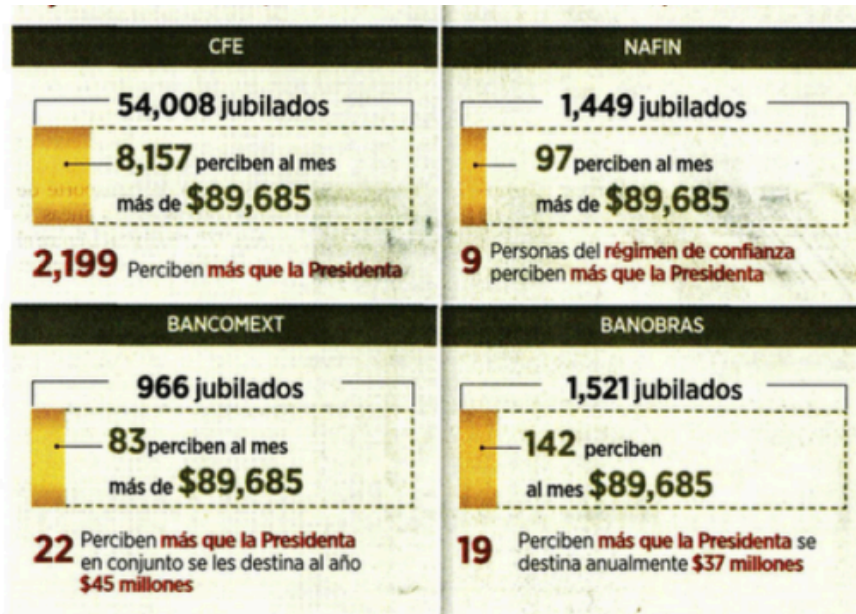 CFE
54,008 jubilados
8,157 perciben al mes
más de $89,685
2,199 Perciben más que la Presidenta
NAFIN
1,449 jubilados
97 perciben al mes
más de $89,685
9 Personas del régimen de confianza
perciben más que la Presidenta
BANCOMEXT
966 jubilados
83 perciben al mes
más de $89,685
22 Perciben más que la Presidenta
en conjunto se les destina al año
$45 millones
BANOBRAS
1,521 jubilados
142 perciben
al mes $89,685
19 Perciben más que la Presidenta se
destina anualmente $37 millones